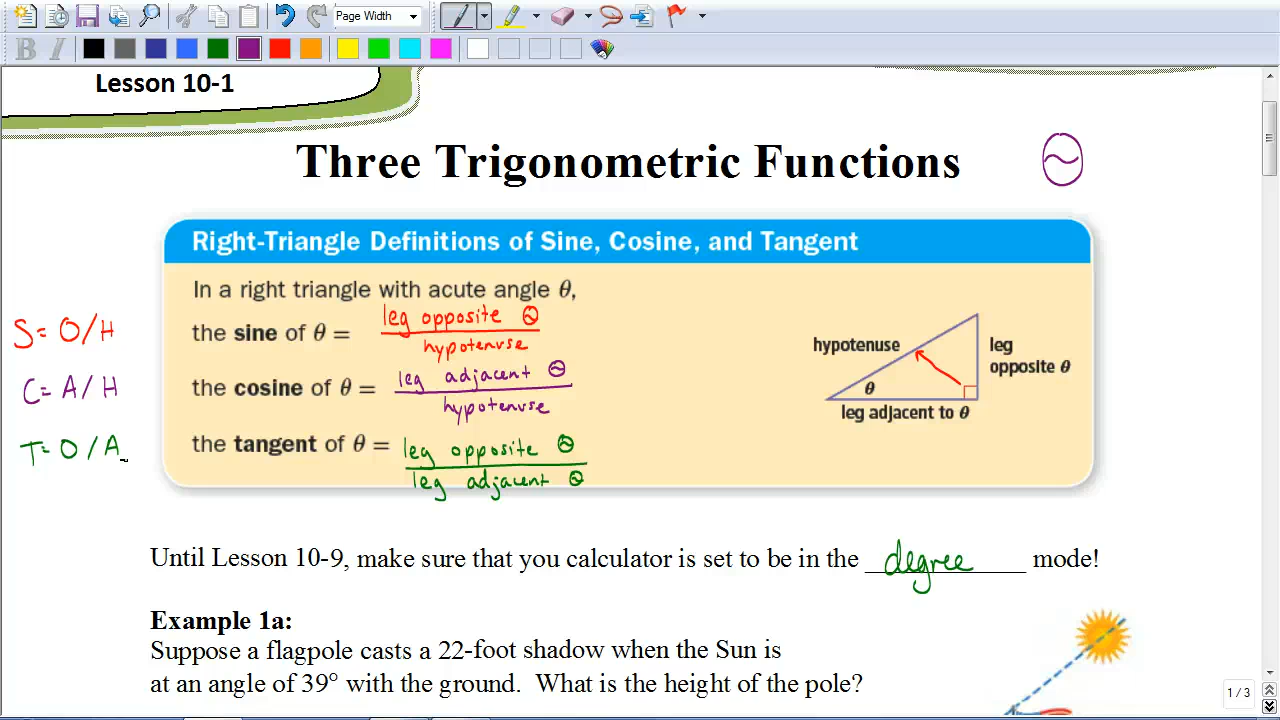 Page Width
B I
Lesson 10-1
Three Trigonometric Functions Θ
Right-Triangle Definitions of Sine, Cosine, and Tangent
In a right triangle with acute angle θ,
the sine of θ = leg opposite Θ / hypotenuse
the cosine of θ = leg adjacent Θ / hypotenuse
the tangent of θ = leg opposite Θ / leg adjacent Θ
S= O/H
C= A/H
T= O/A
hypotenuse
leg
opposite θ
θ
leg adjacent to θ
Until Lesson 10-9, make sure that you calculator is set to be in the degree mode!
Example 1a:
Suppose a flagpole casts a 22-foot shadow when the Sun is
at an angle of 39° with the ground. What is the height of the pole?
1 / 3